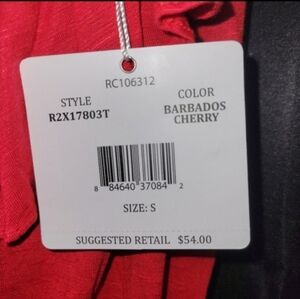 RC106312
STYLE
R2X17803T
COLOR
BARBADOS
CHERRY
8 84640 37084 2
SIZE: S
SUGGESTED RETAIL $54.00